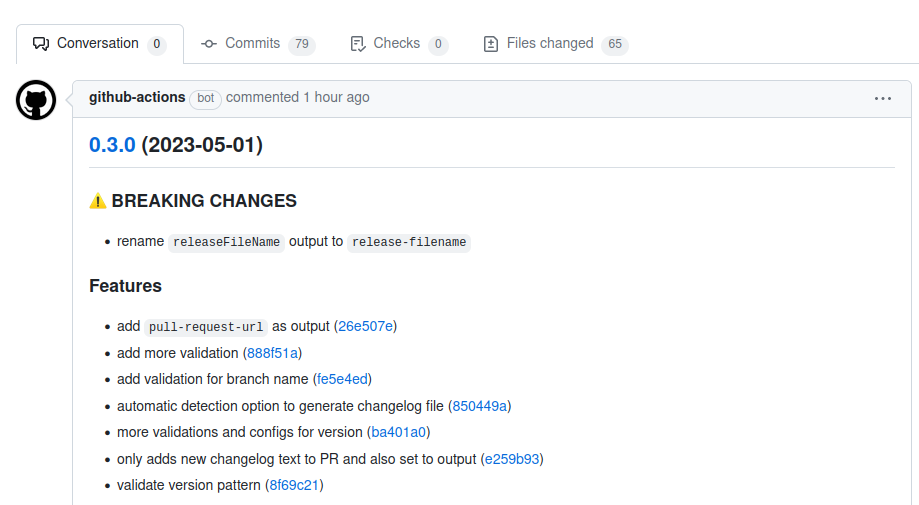 Conversation 0 Commits 79 Checks 0 Files changed 65
github-actions bot commented 1 hour ago
0.3.0 (2023-05-01)
⚠ BREAKING CHANGES
• rename releaseFileName output to release-filename
Features
• add pull-request-url as output (26e507e)
• add more validation (888f51a)
• add validation for branch name (fe5e4ed)
• automatic detection option to generate changelog file (850449a)
• more validations and configs for version (ba401a0)
• only adds new changelog text to PR and also set to output (e259b93)
• validate version pattern (8f69c21)